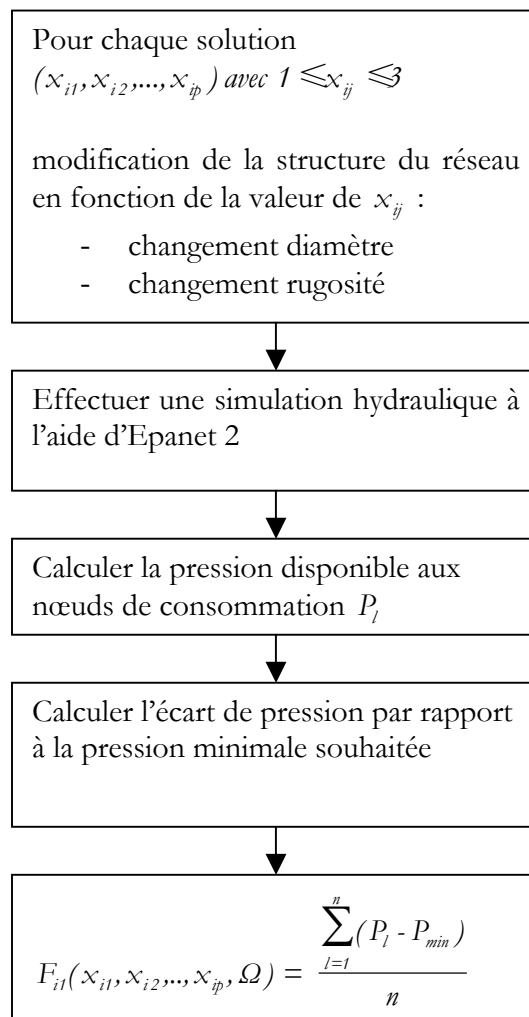 Pour chaque solution
(x_{i1},x_{i2},...,x_{ip}) avec 1 ≤x_{ij} ≤3
modification de la structure du réseau
en fonction de la valeur de x_{ij} :
- changement diamètre
- changement rugosité
Effectuer une simulation hydraulique à
l’aide d’Epanet 2
Calculer la pression disponible aux
nœuds de consommation P_l
Calculer l’écart de pression par rapport
à la pression minimale souhaitée
F_{i1}(x_{i1},x_{i2},..,x_{ip},Ω) = \frac{\sum_{l=1}^{n}(P_l - P_{min})}{n}